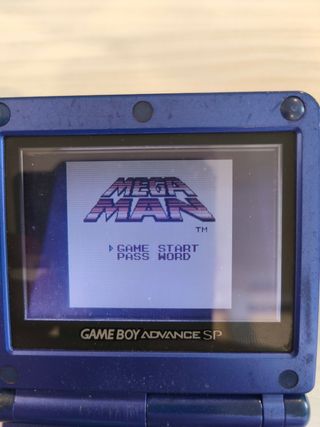 MEGA
MAN
TM
GAME START
PASS WORD
GAME BOY ADVANCE SP